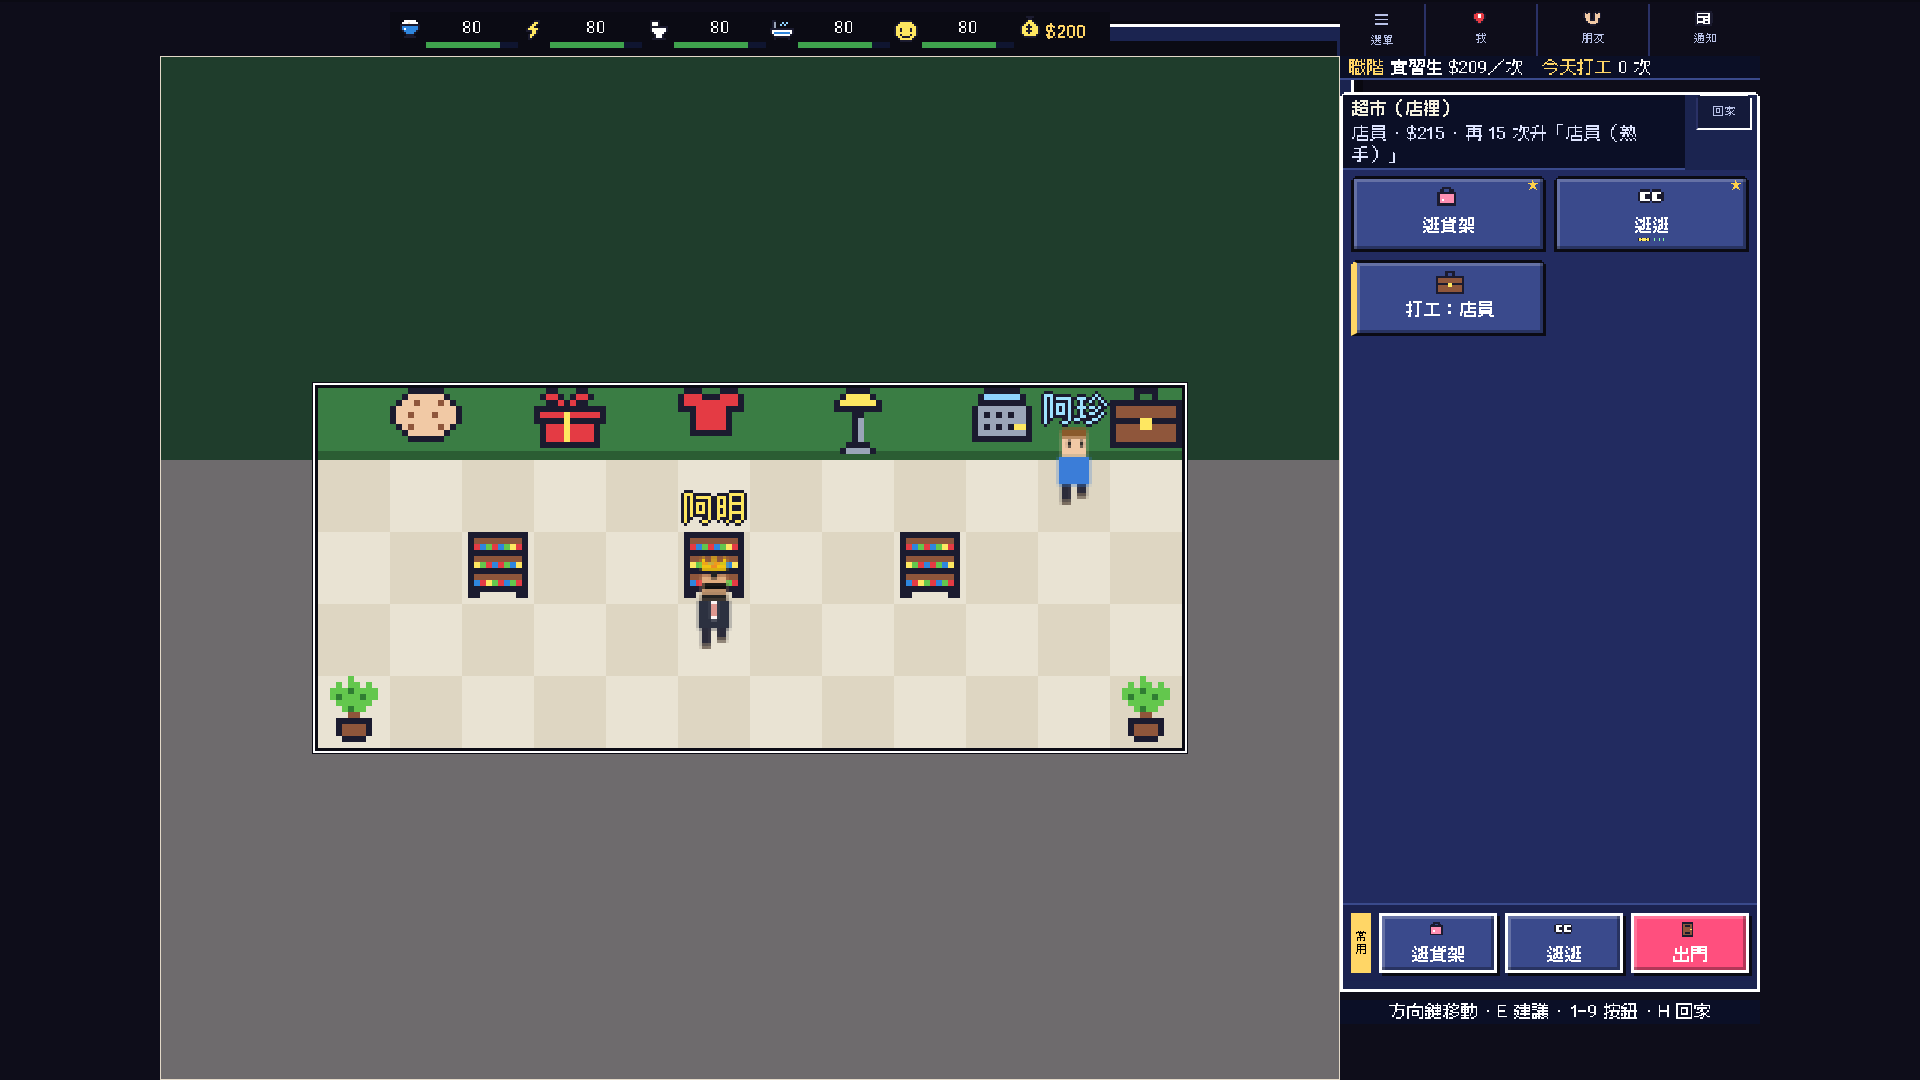 80 80 80 80 80 $200
選單 我 朋友 通知
職階 實習生 $209／次 今天打工 0 次
超市（店裡）
回家
店員 · $215 · 再 15 次升「店員（熟
手）」
逛貨架 逛逛
打工：店員
阿珍
阿明
常用
逛貨架 逛逛 出門
方向鍵移動 · E 建議 · 1-9 按鈕 · H 回家